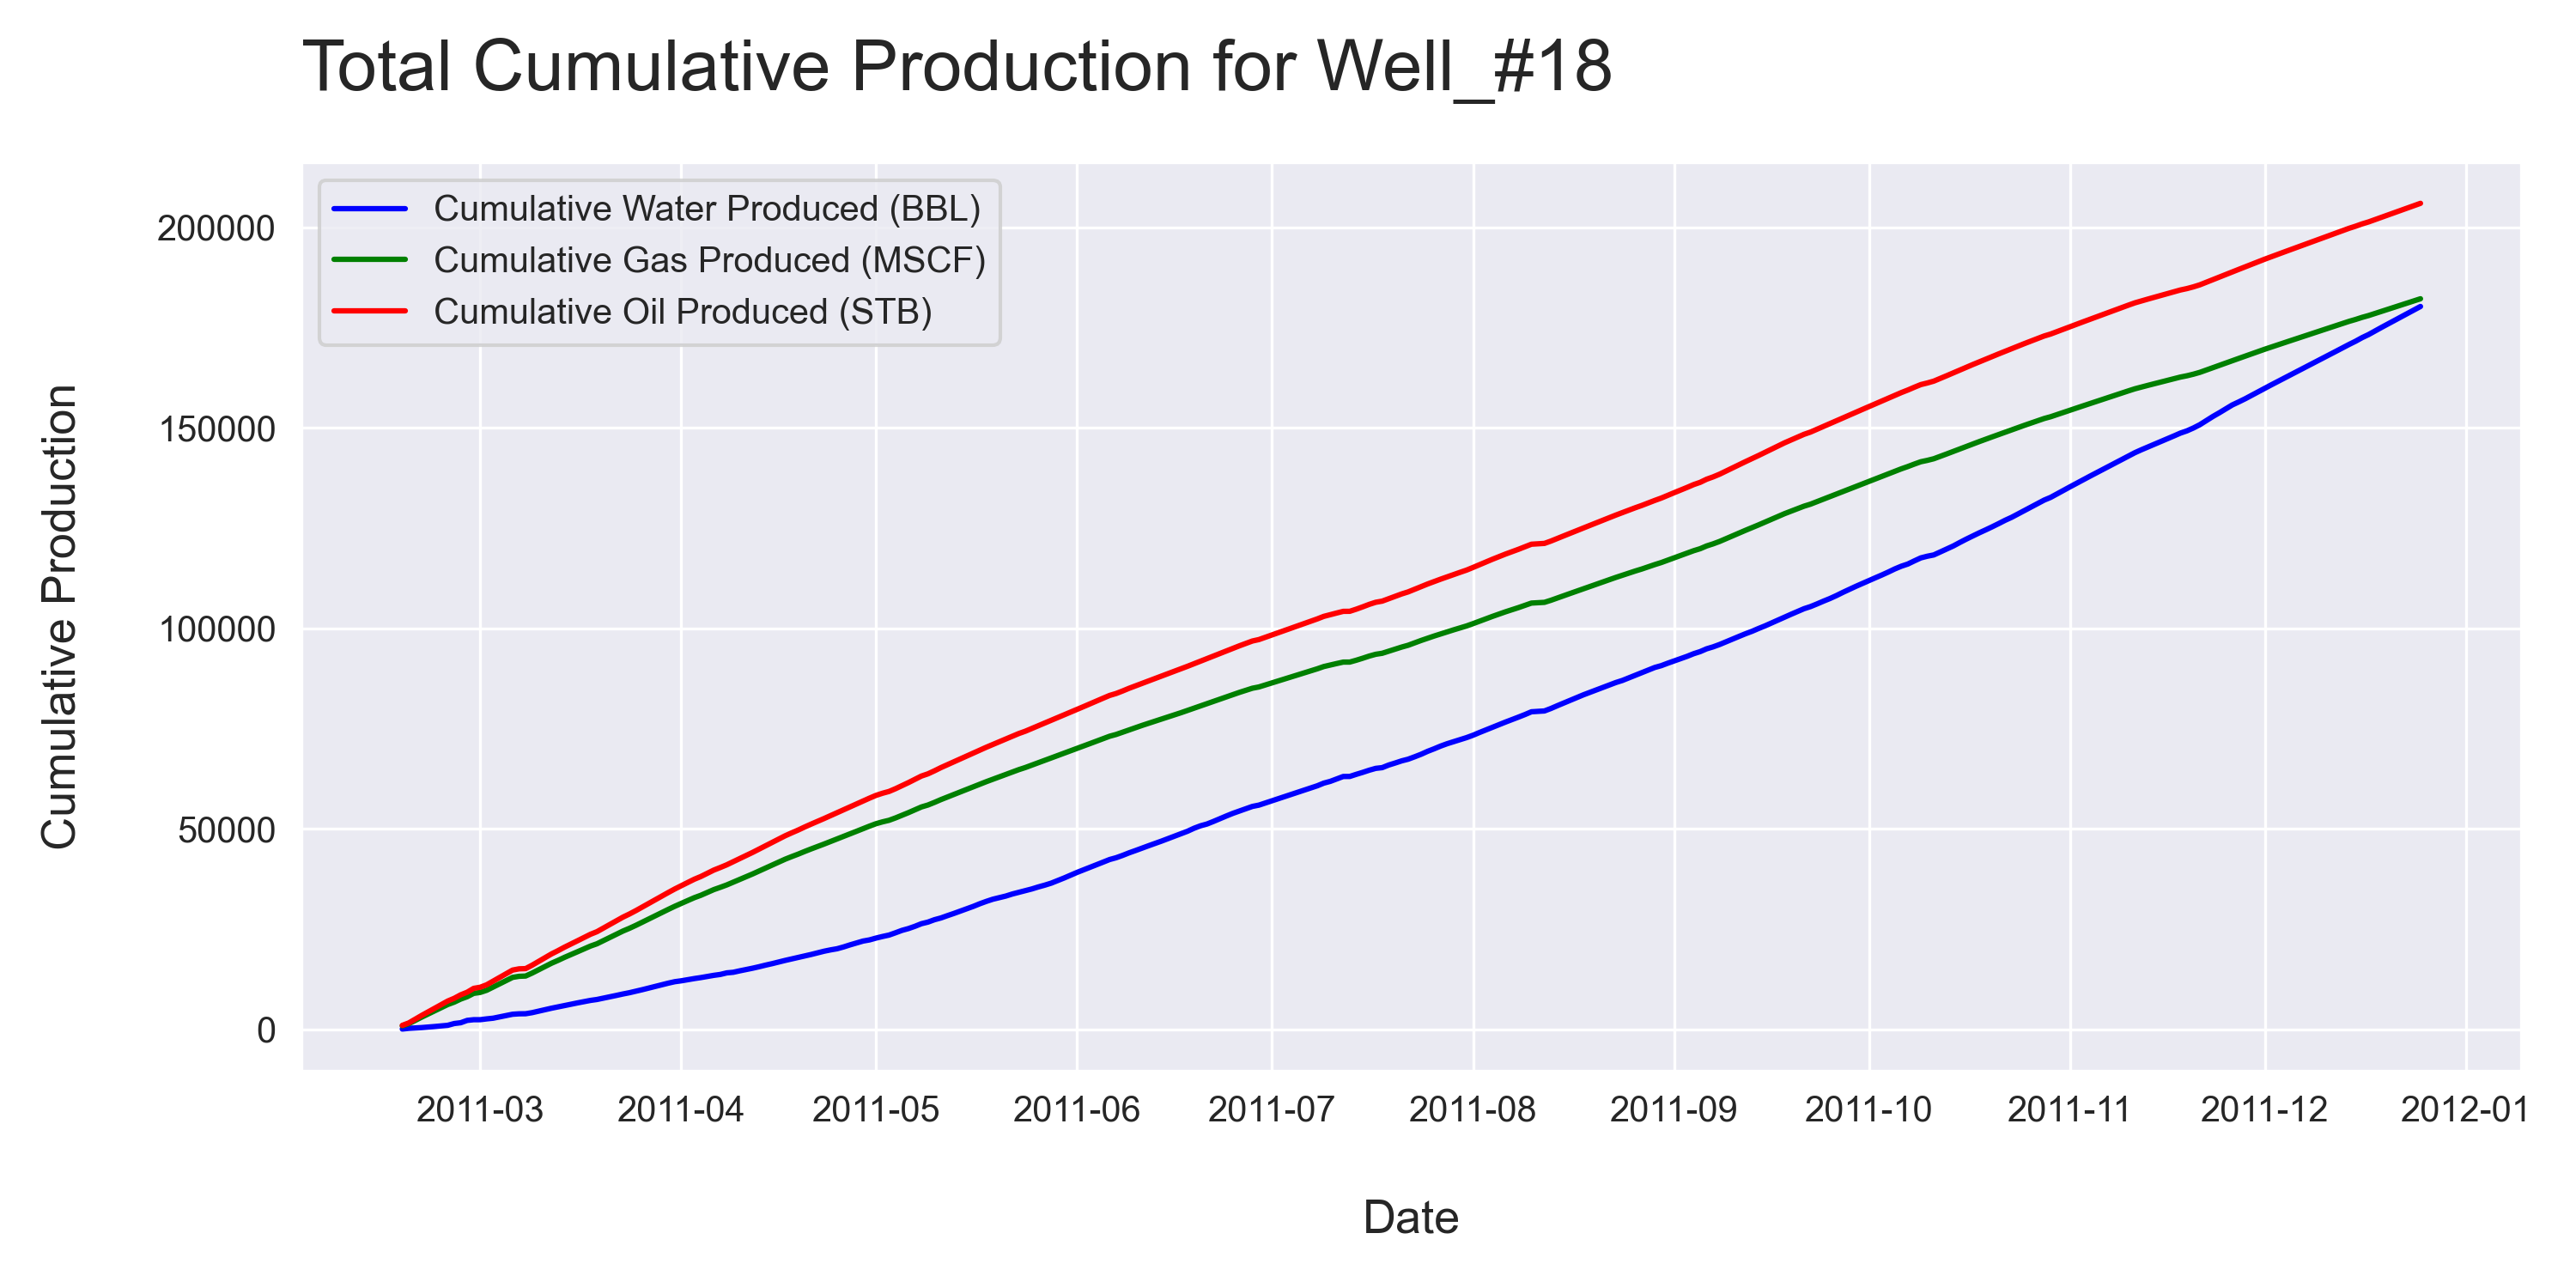 Total Cumulative Production for Well_#18
Cumulative Water Produced (BBL)
Cumulative Gas Produced (MSCF)
Cumulative Oil Produced (STB)
Cumulative Production
200000
150000
100000
50000
0
2011-03 2011-04 2011-05 2011-06 2011-07 2011-08 2011-09 2011-10 2011-11 2011-12 2012-01
Date